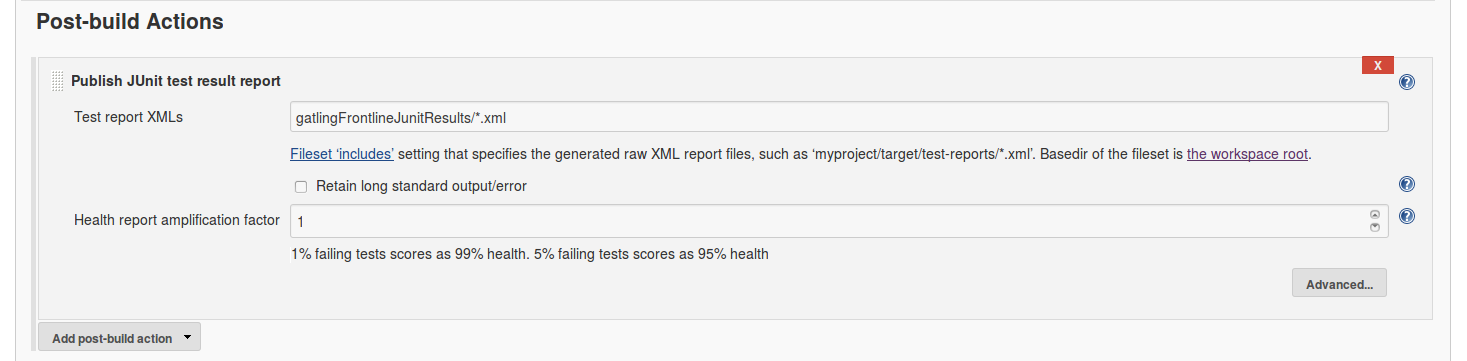 Post-build Actions
X
Publish JUnit test result report
?
Test report XMLs
gatlingFrontlineJunitResults/*.xml
Fileset ‘includes’ setting that specifies the generated raw XML report files, such as ‘myproject/target/test-reports/*.xml’. Basedir of the fileset is the workspace root.
Retain long standard output/error
?
Health report amplification factor
1
?
1% failing tests scores as 99% health. 5% failing tests scores as 95% health
Advanced...
Add post-build action